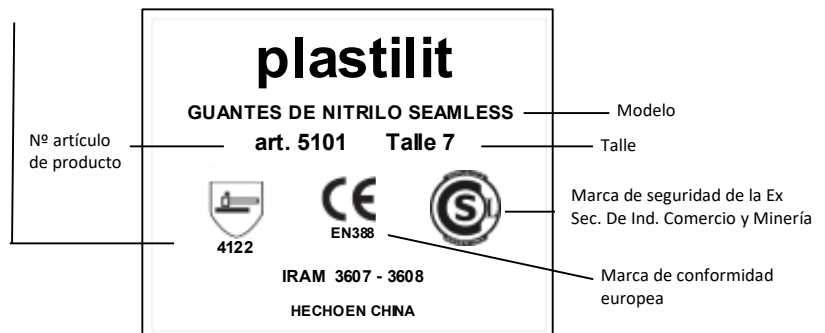 plastilit
GUANTES DE NITRILO SEAMLESS
Modelo
art. 5101 Talle 7
Talle
Nº artículo
de producto
4122
CE
EN388
CS
Marca de seguridad de la Ex
Sec. De Ind. Comercio y Minería
Marca de conformidad
europea
IRAM 3607 - 3608
HECHOEN CHINA